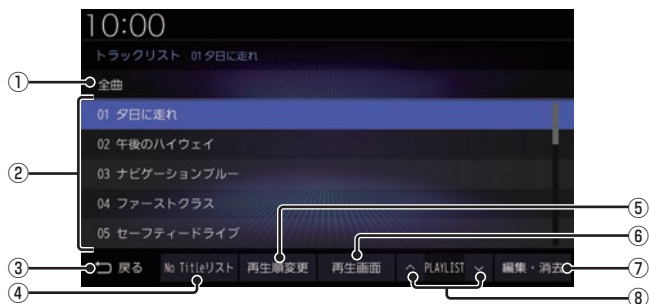 10:00
トラックリスト 01夕日に走れ
① 全曲
②
01 夕日に走れ
02 午後のハイウェイ
03 ナビゲーションブルー
04 ファーストクラス
05 セーフティードライブ
⑤
⑥
③ 戻る No Titleリスト 再生順変更 再生画面 PLAYLIST 編集・消去 ⑦
④ ⑧